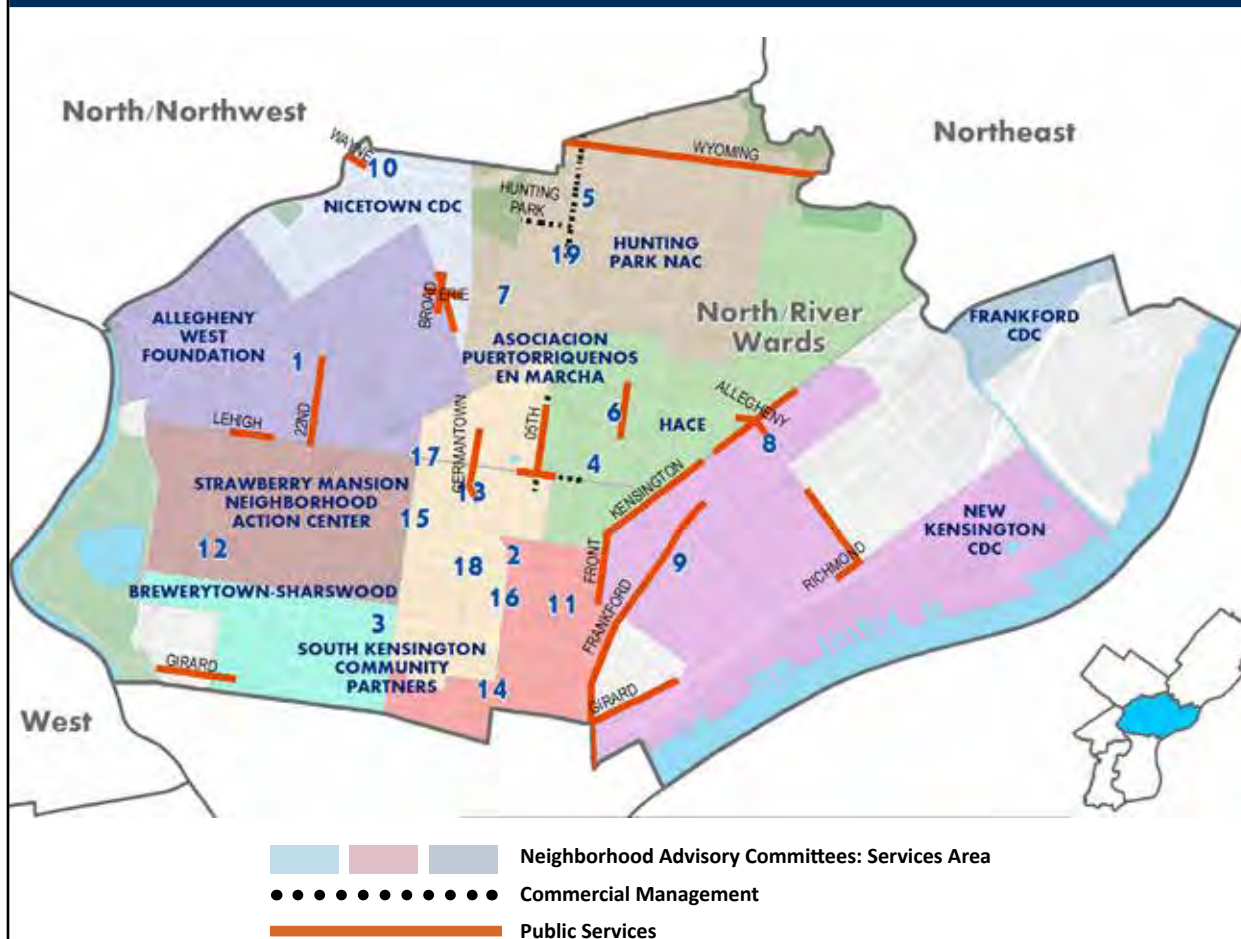 North/Northwest
Northeast
WAYNE
10
WYOMING
NICETOWN CDC
HUNTING
PARK
5
19
HUNTING
PARK NAC
7
BROAD
ERIE
ALLEGHENY
WEST
FOUNDATION
North/River
Wards
FRANKFORD
CDC
1
ASOCIACION
PUERTORRIQUENOS
EN MARCHA
LEHIGH
22ND
GERMANTOWN
05TH
6
HACE
ALLEGHENY
8
17
4
13
KENSINGTON
STRAWBERRY MANSION
NEIGHBORHOOD
ACTION CENTER
15
12
NEW
KENSINGTON
CDC
18
2
FRONT
9
RICHMOND
BREWERYTOWN-SHARSWOOD
16
11
FRANKFORD
3
SOUTH KENSINGTON
COMMUNITY
PARTNERS
14
GIRARD
GIRARD
West
Neighborhood Advisory Committees: Services Area
Commercial Management
Public Services